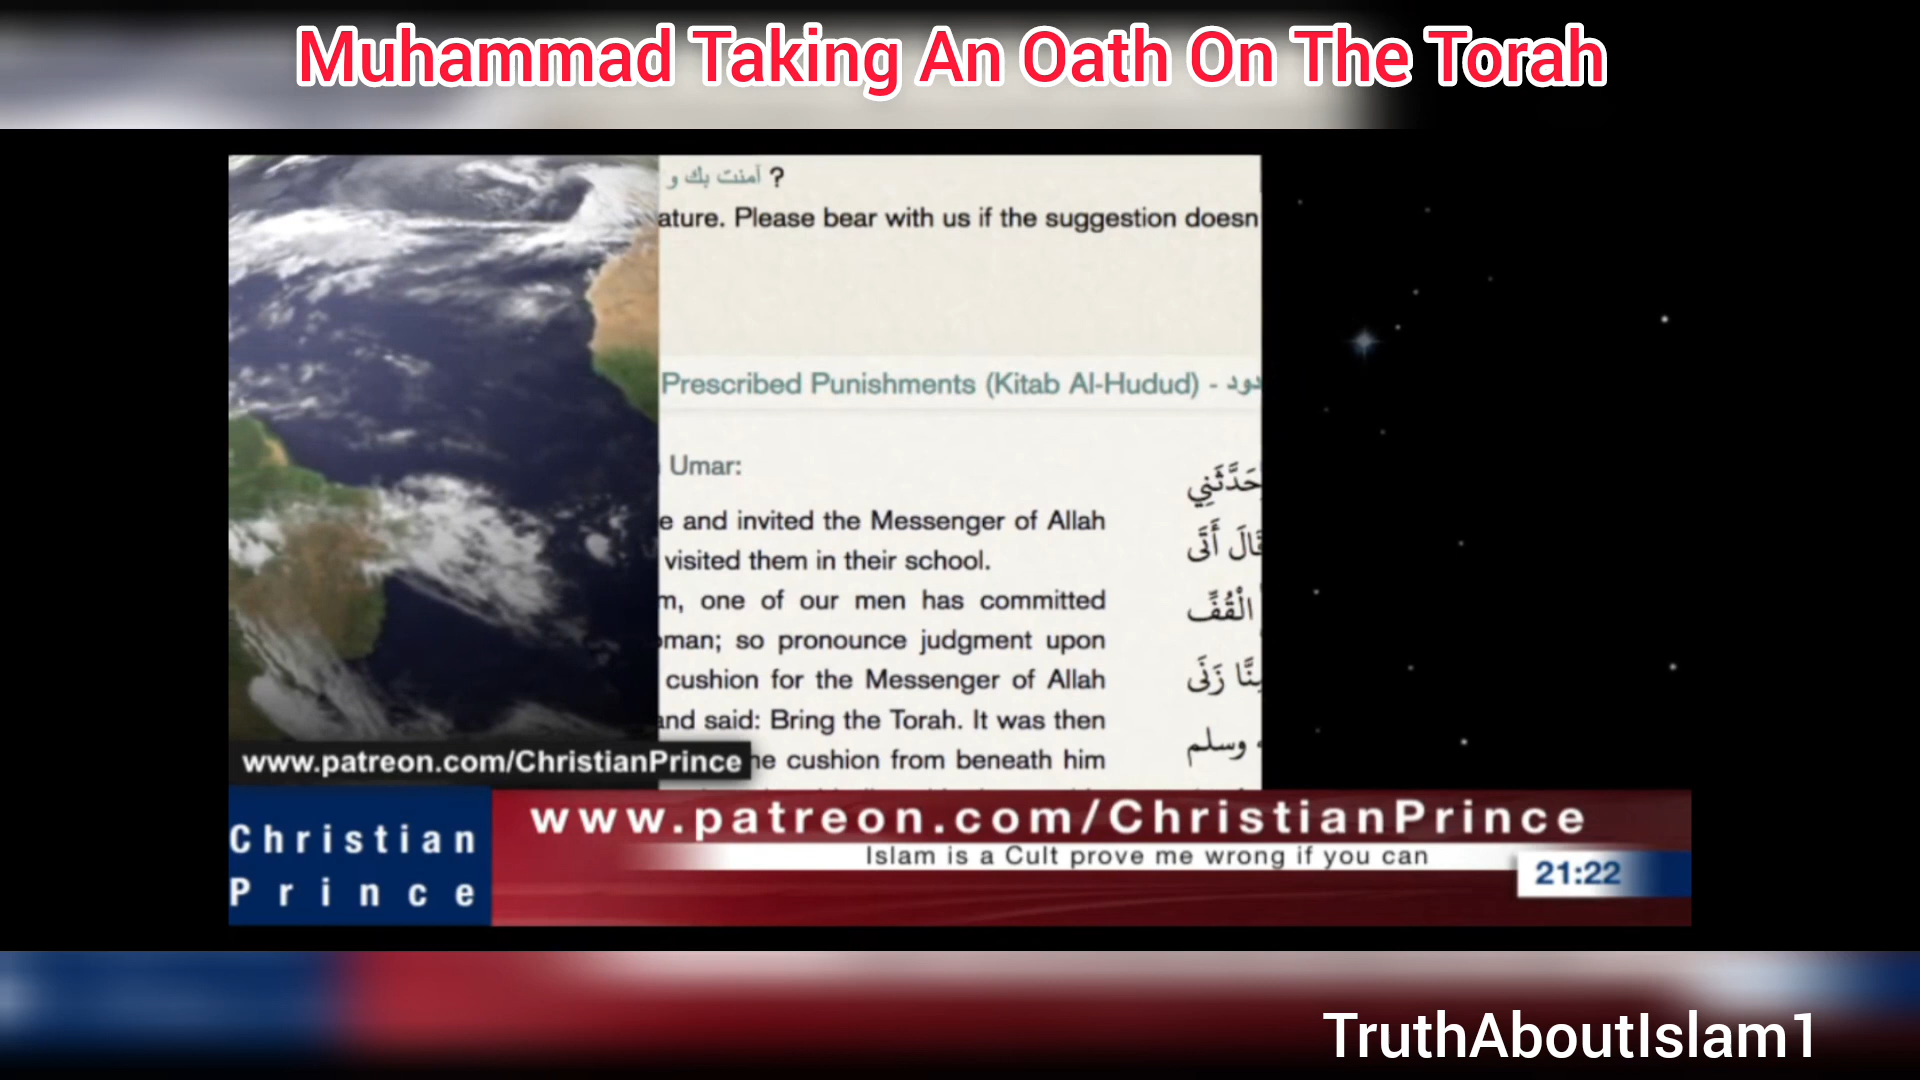 Muhammad Taking An Oath On The Torah
آمنت بك و ?
ature. Please bear with us if the suggestion doesn
Prescribed Punishments (Kitab Al-Hudud) - دود
Umar:
حَدَّثَنِي
e and invited the Messenger of Allah
قَالَ أَتَى
visited them in their school.
m, one of our men has committed
الْقُفِّ
man; so pronounce judgment upon
زَنَى
cushion for the Messenger of Allah
and said: Bring the Torah. It was then
وسلم
he cushion from beneath him
www.patreon.com/ChristianPrince
www.patreon.com/ChristianPrince
Christian
Prince
Islam is a Cult prove me wrong if you can
21:22
TruthAboutIslam1